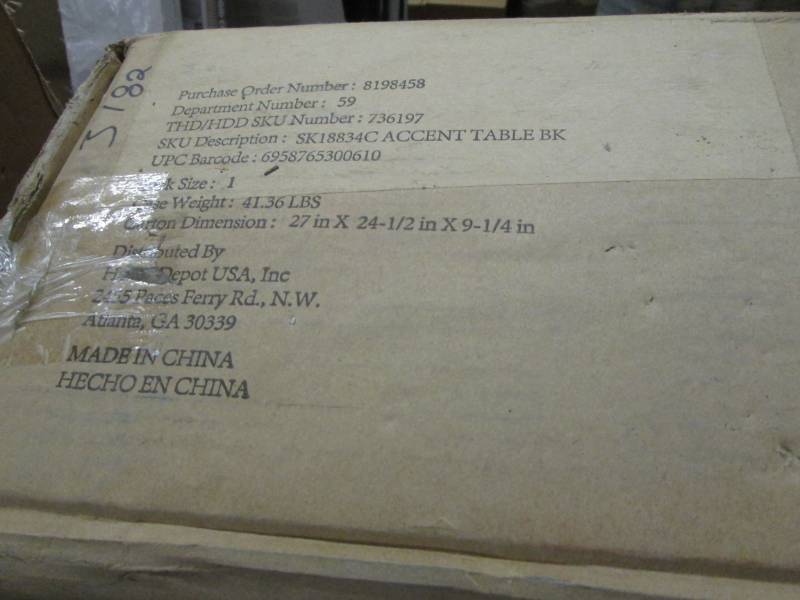 3182
Purchase Order Number : 8198458
Department Number : 59
THD/HDD SKU Number : 736197
SKU Description : SK18834C ACCENT TABLE BK
UPC Barcode : 6958765300610
Size : 1
Weight : 41.36 LBS
Carton Dimension : 27 in X 24-1/2 in X 9-1/4 in
Distributed By
Depot USA, Inc
2455 Paces Ferry Rd., N.W.
Atlanta, GA 30339
MADE IN CHINA
HECHO EN CHINA